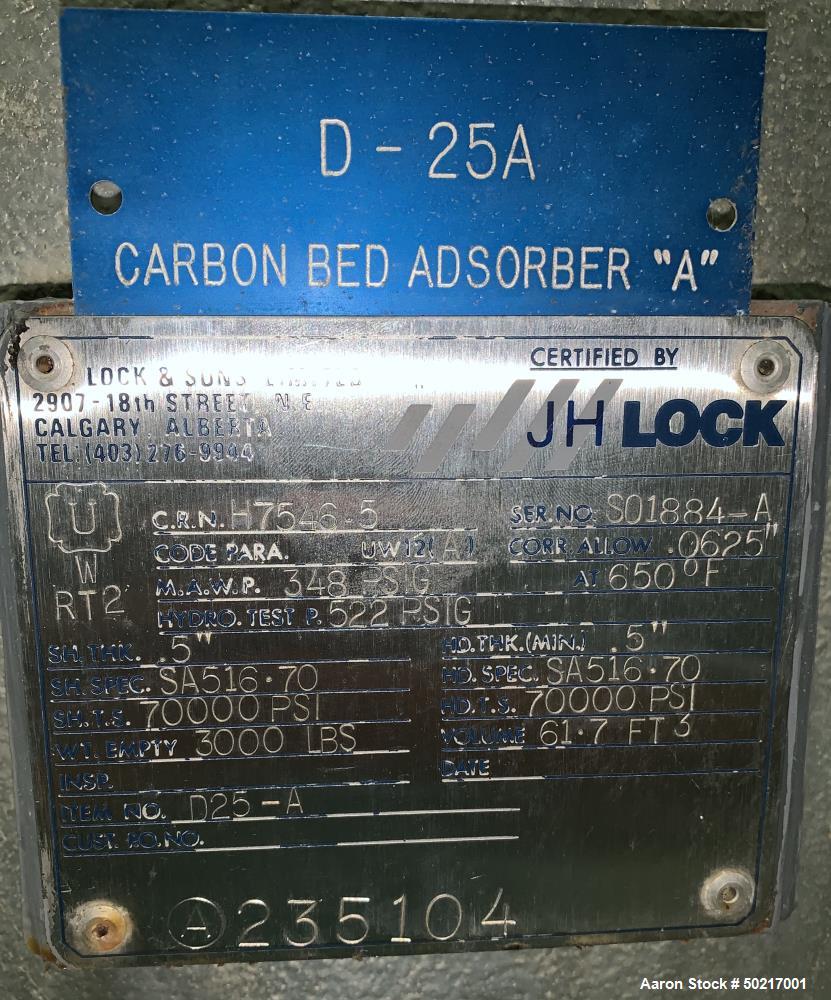 D - 25A
CARBON BED ADSORBER "A"
LOCK & SONS LIMITED
2907-18th STREET N.E
CALGARY ALBERTA
TEL: (403) 276-9944
CERTIFIED BY
JH LOCK
U
W
RT2
C.R.N. H7546.5 SER NO S01884-A
CODE PARA. UW12(A) CORR. ALLOW .0625"
M.A.W.P. 348 PSIG AT 650°F
HYDRO. TEST P. 522 PSIG
SH. THK. .5" HD. THK. (MIN.) .5"
SH. SPEC. SA516.70 HD. SPEC. SA516.70
SH. T.S. 70000 PSI HD. T.S. 70000 PSI
WT. EMPTY 3000 LBS VOLUME 61.7 FT3
INSP. DATE
ITEM NO. D25-A
CUST. P.O. NO.
A 235104
Aaron Stock # 50217001